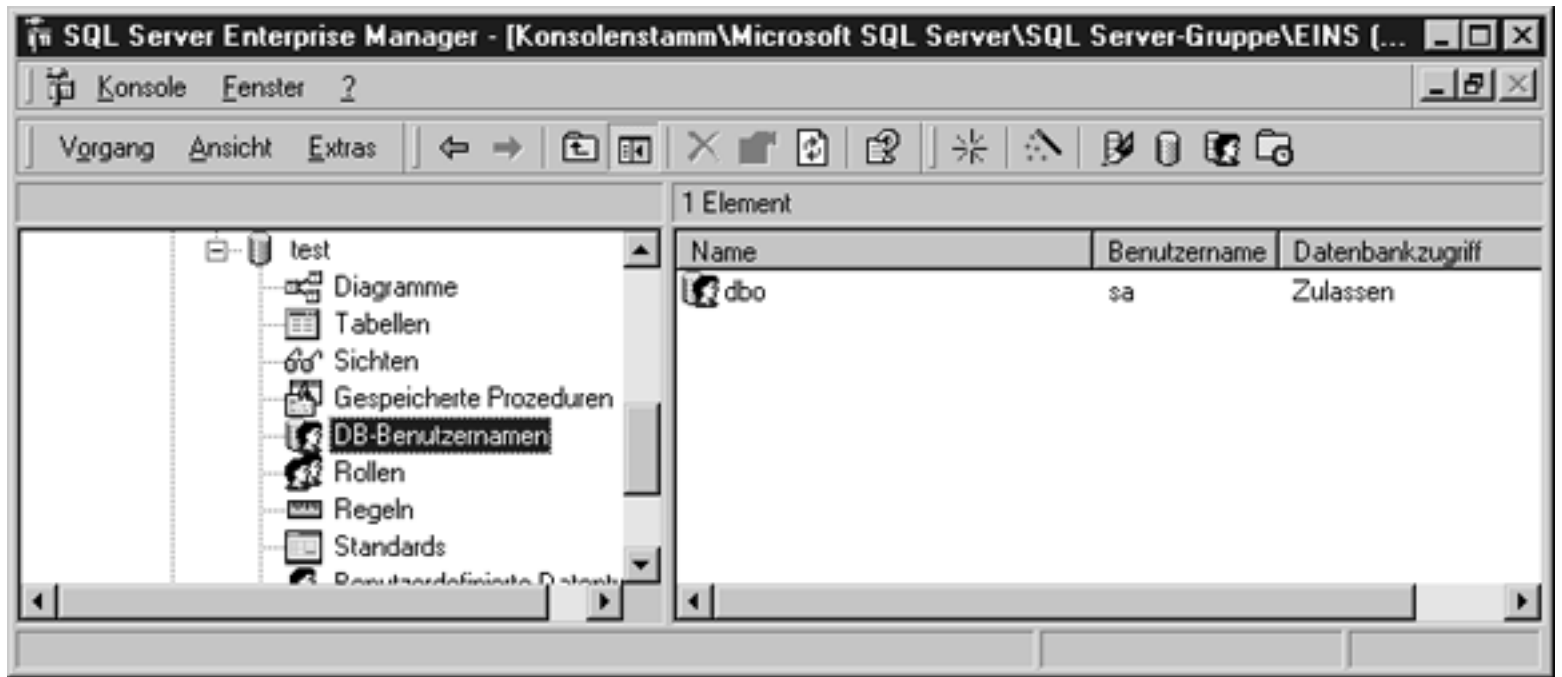 SQL Server Enterprise Manager - [Konsolenstamm\Microsoft SQL Server\SQL Server-Gruppe\EINS (...
Konsole Fenster ?
Vorgang Ansicht Extras
1 Element
test
Diagramme
Tabellen
Sichten
Gespeicherte Prozeduren
DB-Benutzernamen
Rollen
Regeln
Standards
Name Benutzername Datenbankzugriff
dbo sa Zulassen